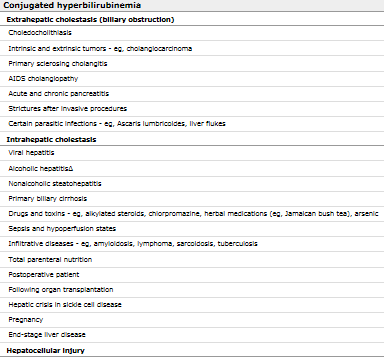 Conjugated hyperbilirubinemia
Extrahepatic cholestasis (biliary obstruction)
Choledocholithiasis
Intrinsic and extrinsic tumors - eg, cholangiocarcinoma
Primary sclerosing cholangitis
AIDS cholangiopathy
Acute and chronic pancreatitis
Strictures after invasive procedures
Certain parasitic infections - eg, Ascaris lumbricoides, liver flukes
Intrahepatic cholestasis
Viral hepatitis
Alcoholic hepatitisΔ
Nonalcoholic steatohepatitis
Primary biliary cirrhosis
Drugs and toxins - eg, alkylated steroids, chlorpromazine, herbal medications (eg, Jamaican bush tea), arsenic
Sepsis and hypoperfusion states
Infiltrative diseases - eg, amyloidosis, lymphoma, sarcoidosis, tuberculosis
Total parenteral nutrition
Postoperative patient
Following organ transplantation
Hepatic crisis in sickle cell disease
Pregnancy
End-stage liver disease
Hepatocellular injury